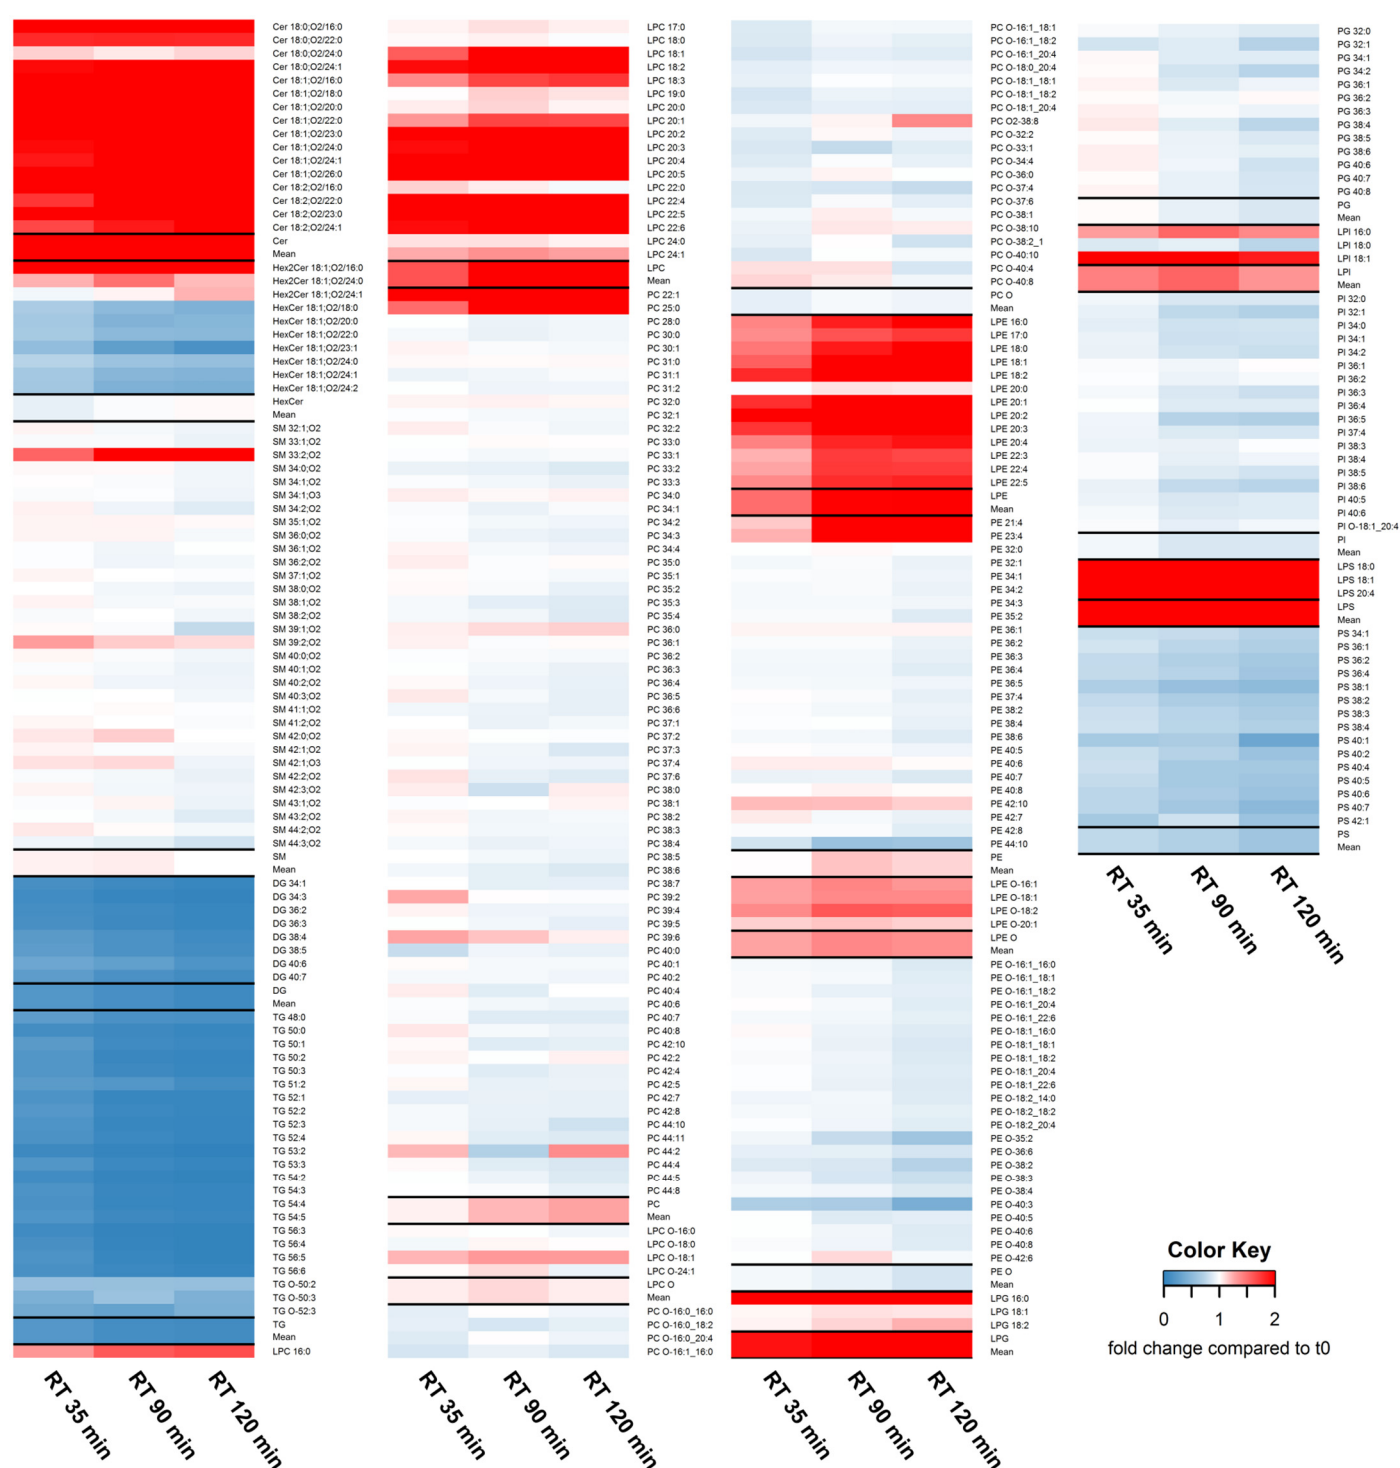 Cer 18:0;O2/16:0
Cer 18:0;O2/22:0
Cer 18:0;O2/24:0
Cer 18:0;O2/24:1
Cer 18:1;O2/16:0
Cer 18:1;O2/18:0
Cer 18:1;O2/20:0
Cer 18:1;O2/22:0
Cer 18:1;O2/23:0
Cer 18:1;O2/24:0
Cer 18:1;O2/24:1
Cer 18:1;O2/26:0
Cer 18:2;O2/16:0
Cer 18:2;O2/22:0
Cer 18:2;O2/23:0
Cer 18:2;O2/24:1
Cer
Mean
Hex2Cer 18:1;O2/16:0
Hex2Cer 18:1;O2/24:0
Hex2Cer 18:1;O2/24:1
HexCer 18:1;O2/18:0
HexCer 18:1;O2/20:0
HexCer 18:1;O2/22:0
HexCer 18:1;O2/23:1
HexCer 18:1;O2/24:0
HexCer 18:1;O2/24:1
HexCer 18:1;O2/24:2
HexCer
Mean
SM 32:1;O2
SM 33:1;O2
SM 33:2;O2
SM 34:0;O2
SM 34:1;O2
SM 34:1;O3
SM 34:2;O2
SM 35:1;O2
SM 36:0;O2
SM 36:1;O2
SM 36:2;O2
SM 37:1;O2
SM 38:0;O2
SM 38:1;O2
SM 38:2;O2
SM 39:1;O2
SM 39:2;O2
SM 40:0;O2
SM 40:1;O2
SM 40:2;O2
SM 40:3;O2
SM 41:1;O2
SM 41:2;O2
SM 42:0;O2
SM 42:1;O2
SM 42:1;O3
SM 42:2;O2
SM 42:3;O2
SM 43:1;O2
SM 43:2;O2
SM 44:2;O2
SM 44:3;O2
SM
Mean
DG 34:1
DG 34:3
DG 36:2
DG 36:3
DG 38:4
DG 38:5
DG 40:6
DG 40:7
DG
Mean
TG 48:0
TG 50:0
TG 50:1
TG 50:2
TG 50:3
TG 51:2
TG 52:1
TG 52:2
TG 52:3
TG 52:4
TG 53:2
TG 53:3
TG 54:2
TG 54:3
TG 54:4
TG 54:5
TG 56:3
TG 56:4
TG 56:5
TG 56:6
TG O-50:2
TG O-50:3
TG O-52:3
TG
Mean
LPC 16:0
RT 35 min
RT 90 min
RT 120 min
LPC 17:0
LPC 18:0
LPC 18:1
LPC 18:2
LPC 18:3
LPC 19:0
LPC 20:0
LPC 20:1
LPC 20:2
LPC 20:3
LPC 20:4
LPC 20:5
LPC 22:0
LPC 22:4
LPC 22:5
LPC 22:6
LPC 24:0
LPC 24:1
LPC
Mean
PC 22:1
PC 25:0
PC 28:0
PC 30:0
PC 30:1
PC 31:0
PC 31:1
PC 31:2
PC 32:0
PC 32:1
PC 32:2
PC 33:0
PC 33:1
PC 33:2
PC 33:3
PC 34:0
PC 34:1
PC 34:2
PC 34:3
PC 34:4
PC 35:0
PC 35:1
PC 35:2
PC 35:3
PC 35:4
PC 36:0
PC 36:1
PC 36:2
PC 36:3
PC 36:4
PC 36:5
PC 36:6
PC 37:1
PC 37:2
PC 37:3
PC 37:4
PC 37:6
PC 38:0
PC 38:1
PC 38:2
PC 38:3
PC 38:4
PC 38:5
PC 38:6
PC 38:7
PC 39:2
PC 39:4
PC 39:5
PC 39:6
PC 40:0
PC 40:1
PC 40:2
PC 40:4
PC 40:6
PC 40:7
PC 40:8
PC 42:10
PC 42:2
PC 42:4
PC 42:5
PC 42:7
PC 42:8
PC 44:10
PC 44:11
PC 44:2
PC 44:4
PC 44:5
PC 44:8
PC
Mean
LPC O-16:0
LPC O-18:0
LPC O-18:1
LPC O-24:1
LPC O
Mean
PC O-16:0_16:0
PC O-16:0_18:2
PC O-16:0_20:4
PC O-16:1_16:0
RT 35 min
RT 90 min
RT 120 min
PC O-16:1_18:1
PC O-16:1_18:2
PC O-16:1_20:4
PC O-18:0_20:4
PC O-18:1_18:1
PC O-18:1_18:2
PC O-18:1_20:4
PC O2-38:8
PC O-32:2
PC O-33:1
PC O-34:4
PC O-36:0
PC O-37:4
PC O-37:6
PC O-38:1
PC O-38:10
PC O-38:2_1
PC O-40:10
PC O-40:4
PC O-40:8
PC O
Mean
LPE 16:0
LPE 17:0
LPE 18:0
LPE 18:1
LPE 18:2
LPE 20:0
LPE 20:1
LPE 20:2
LPE 20:3
LPE 20:4
LPE 22:3
LPE 22:4
LPE 22:5
LPE
Mean
PE 21:4
PE 23:4
PE 32:0
PE 32:1
PE 34:1
PE 34:2
PE 34:3
PE 35:2
PE 36:1
PE 36:2
PE 36:3
PE 36:4
PE 36:5
PE 37:4
PE 38:2
PE 38:4
PE 38:6
PE 40:5
PE 40:6
PE 40:7
PE 40:8
PE 42:10
PE 42:7
PE 42:8
PE 44:10
PE
Mean
LPE O-16:1
LPE O-18:1
LPE O-18:2
LPE O-20:1
LPE O
Mean
PE O-16:1_16:0
PE O-16:1_18:1
PE O-16:1_18:2
PE O-16:1_20:4
PE O-16:1_22:6
PE O-18:1_16:0
PE O-18:1_18:1
PE O-18:1_18:2
PE O-18:1_20:4
PE O-18:1_22:6
PE O-18:2_14:0
PE O-18:2_18:2
PE O-18:2_20:4
PE O-35:2
PE O-36:6
PE O-38:2
PE O-38:3
PE O-38:4
PE O-40:3
PE O-40:5
PE O-40:6
PE O-40:8
PE O-42:6
PE O
Mean
LPG 16:0
LPG 18:1
LPG 18:2
LPG
Mean
RT 35 min
RT 90 min
RT 120 min
PG 32:0
PG 32:1
PG 34:1
PG 34:2
PG 36:1
PG 36:2
PG 36:3
PG 38:4
PG 38:5
PG 38:6
PG 40:6
PG 40:7
PG 40:8
PG
Mean
LPI 16:0
LPI 18:0
LPI 18:1
LPI
Mean
PI 32:0
PI 32:1
PI 34:0
PI 34:1
PI 34:2
PI 36:1
PI 36:2
PI 36:3
PI 36:4
PI 36:5
PI 37:4
PI 38:3
PI 38:4
PI 38:5
PI 38:6
PI 40:5
PI 40:6
PI O-18:1_20:4
PI
Mean
LPS 18:0
LPS 18:1
LPS 20:4
LPS
Mean
PS 34:1
PS 36:1
PS 36:2
PS 36:4
PS 38:1
PS 38:2
PS 38:3
PS 38:4
PS 40:1
PS 40:2
PS 40:4
PS 40:5
PS 40:6
PS 40:7
PS 42:1
PS
Mean
RT 35 min
RT 90 min
RT 120 min
Color Key
0 1 2
fold change compared to t0